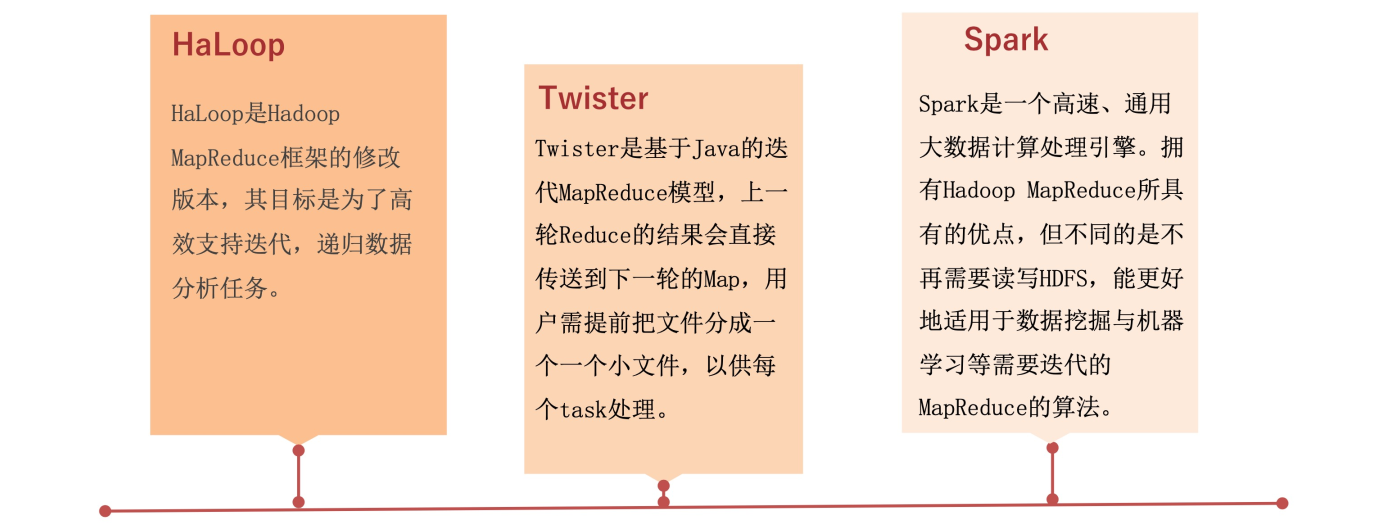 HaLoop
HaLoop是Hadoop
MapReduce框架的修改
版本，其目标是为了高
效支持迭代，递归数据
分析任务。
Twister
Twister是基于Java的迭
代MapReduce模型，上一
轮Reduce的结果会直接
传送到下一轮的Map，用
户需提前把文件分成一
个一个小文件，以供每
个task处理。
Spark
Spark是一个高速、通用
大数据计算处理引擎。拥
有Hadoop MapReduce所具
有的优点，但不同的是不
再需要读写HDFS，能更好
地适用于数据挖掘与机器
学习等需要迭代的
MapReduce的算法。